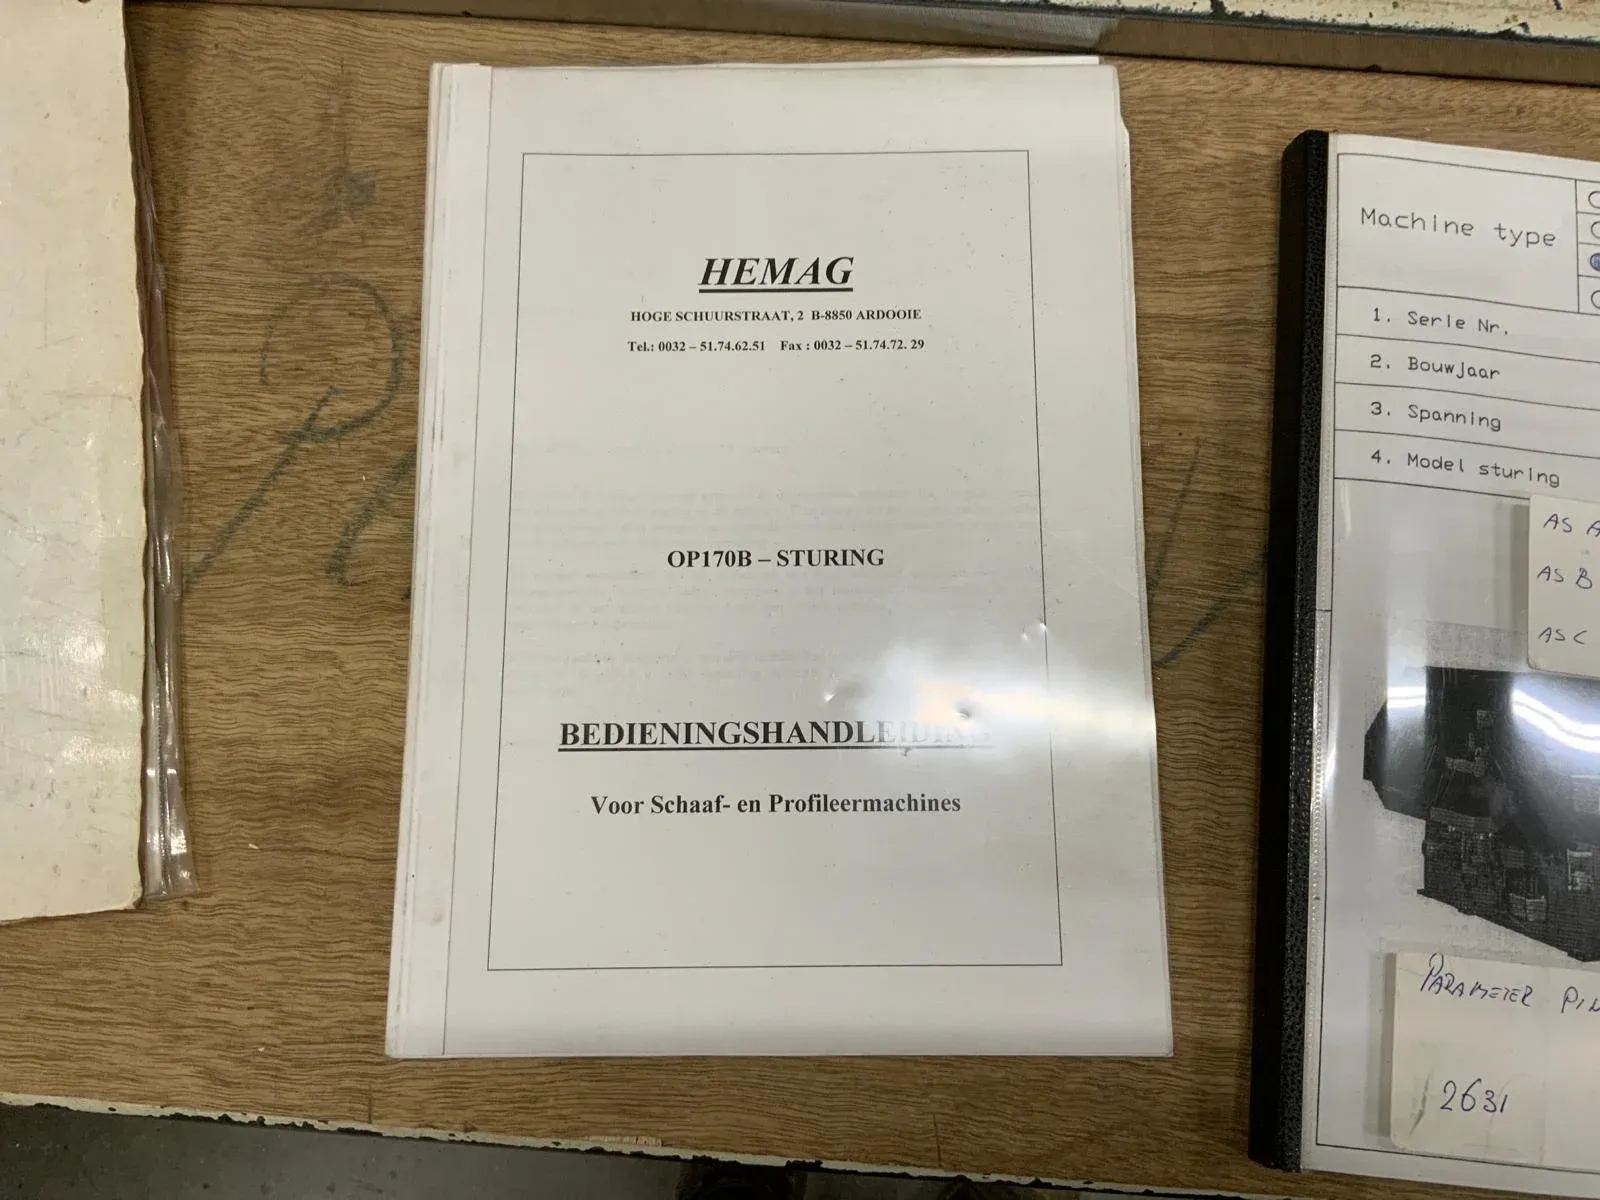 HEMAG
HOGE SCHUURSTRAAT, 2 B-8850 ARDOOIE
Tel.: 0032 – 51.74.62.51 Fax : 0032 – 51.74.72. 29
OP170B – STURING
BEDIENINGSHANDLEIDING
Voor Schaaf- en Profileermachines
Machine type
1. Serie Nr.
2. Bouwjaar
3. Spanning
4. Model sturing
AS A
AS B
AS C
PARAMETER
2631